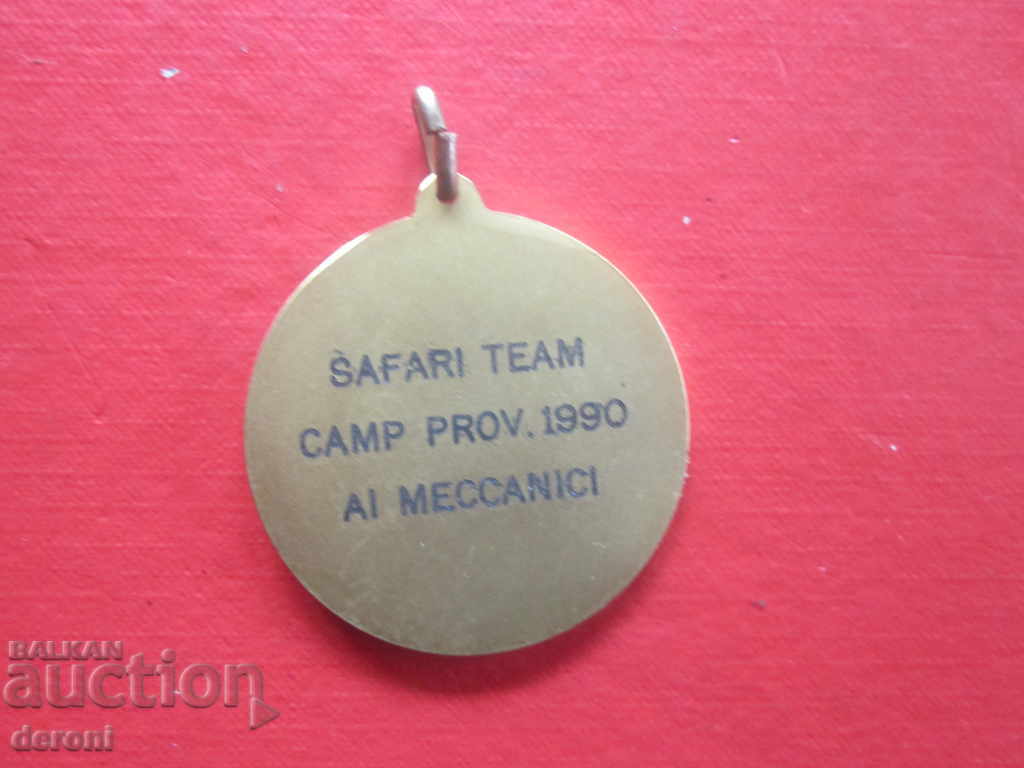 SAFARI TEAM
CAMP PROV. 1990
AI MECCANICI
BALKAN
auction
deroni